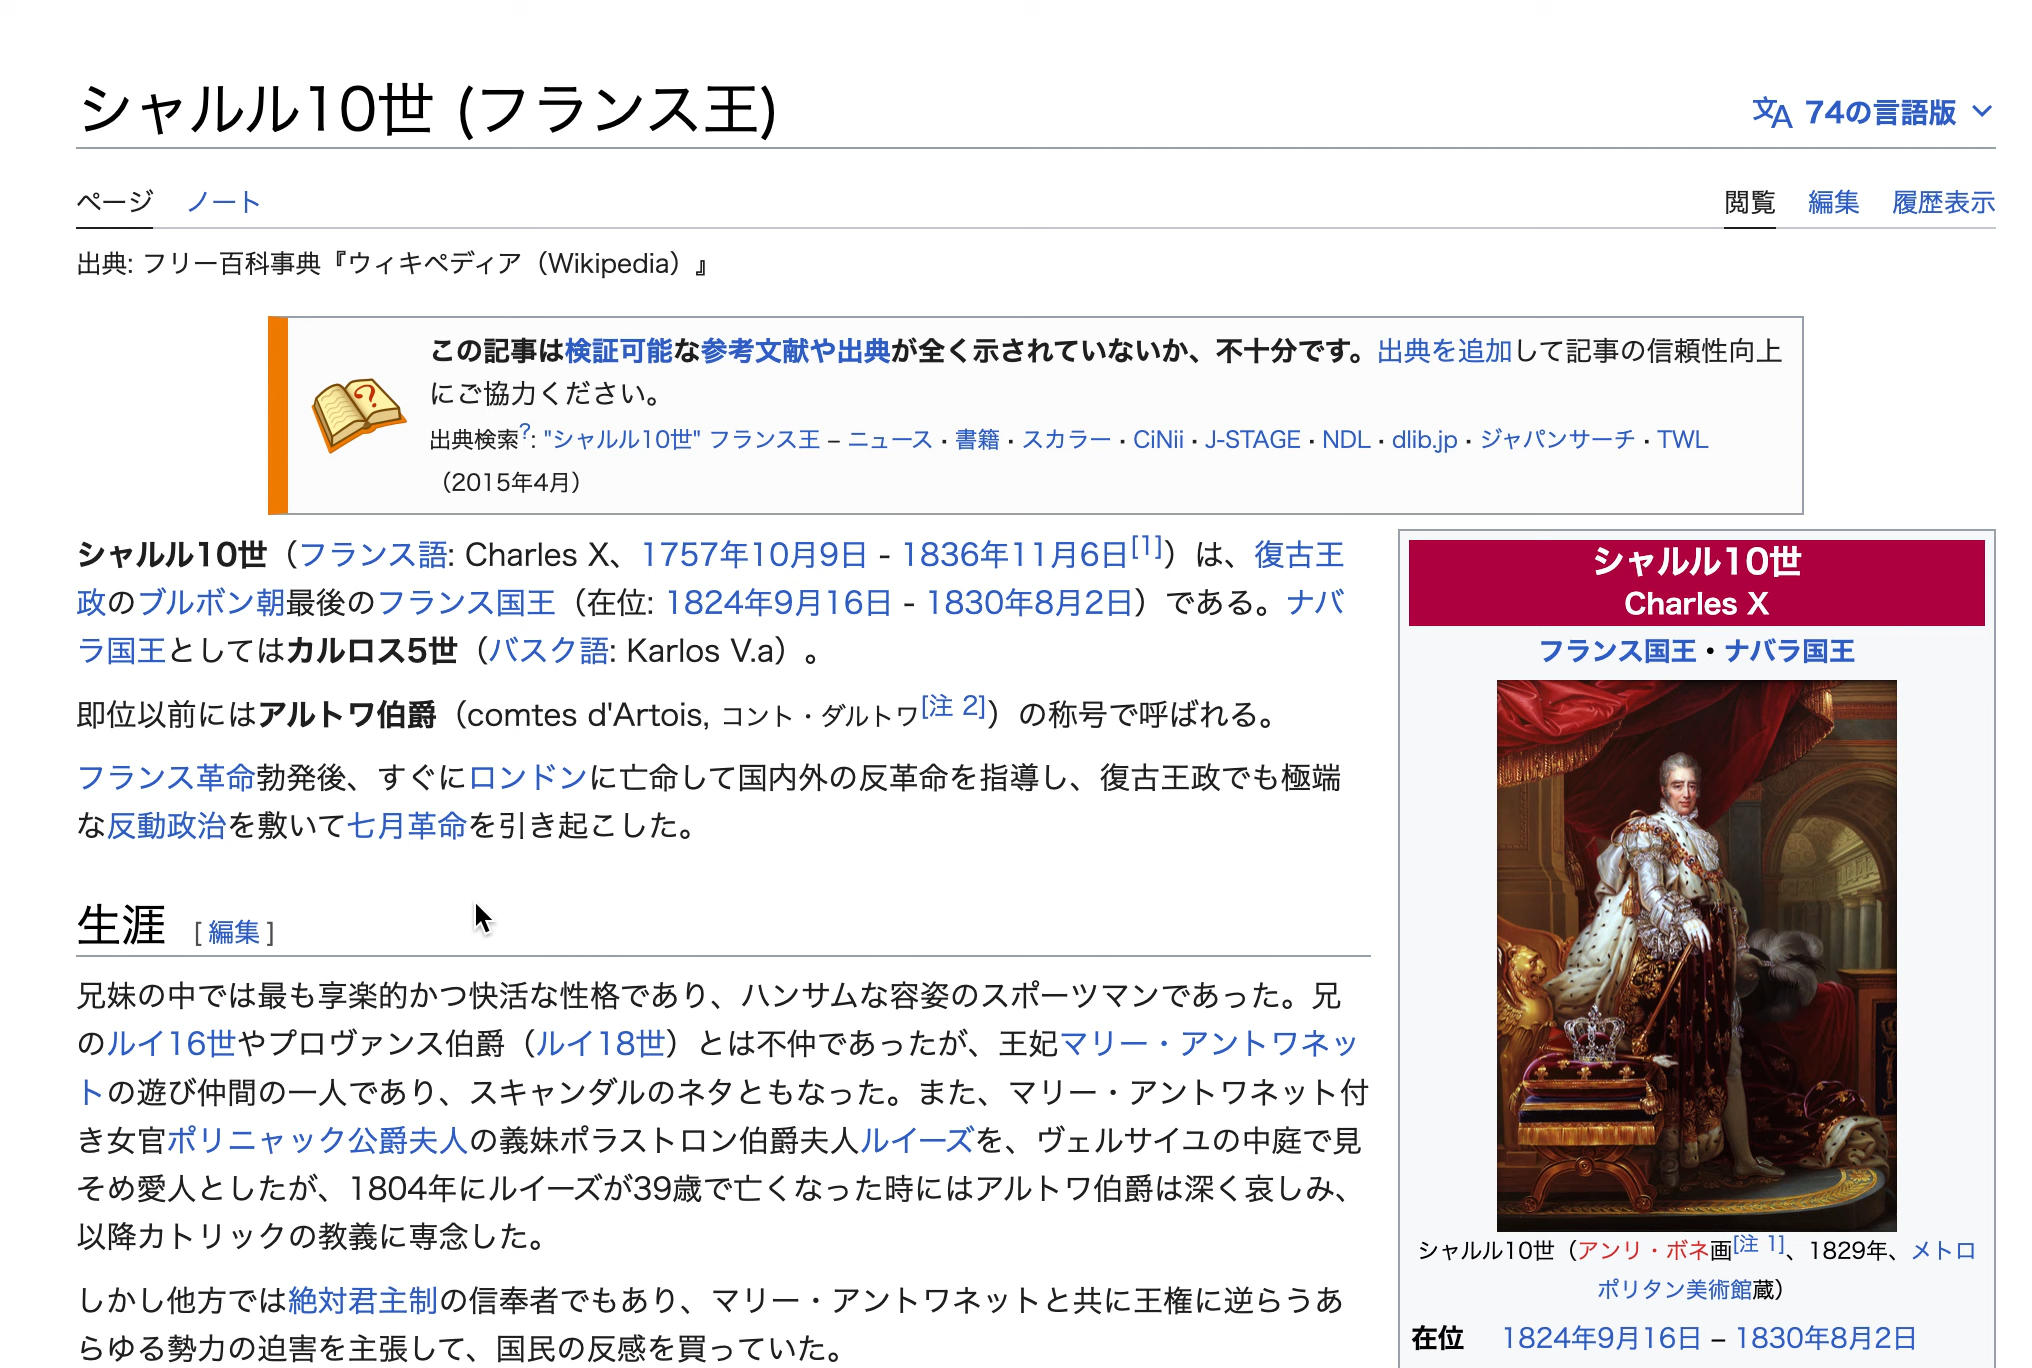 シャルル10世 (フランス王)
74の言語版
ページ ノート 閲覧 編集 履歴表示
出典: フリー百科事典『ウィキペディア（Wikipedia）』
この記事は検証可能な参考文献や出典が全く示されていないか、不十分です。出典を追加して記事の信頼性向上
にご協力ください。
出典検索?: "シャルル10世" フランス王 – ニュース · 書籍 · スカラー · CiNii · J-STAGE · NDL · dlib.jp · ジャパンサーチ · TWL
（2015年4月）
シャルル10世（フランス語: Charles X、1757年10月9日 - 1836年11月6日[1]）は、復古王
政のブルボン朝最後のフランス国王（在位: 1824年9月16日 - 1830年8月2日）である。ナバ
ラ国王としてはカルロス5世（バスク語: Karlos V.a）。
即位以前にはアルトワ伯爵（comtes d'Artois, コント・ダルトワ[注 2]）の称号で呼ばれる。
フランス革命勃発後、すぐにロンドンに亡命して国内外の反革命を指導し、復古王政でも極端
な反動政治を敷いて七月革命を引き起こした。
生涯 [編集]
兄妹の中では最も享楽的かつ快活な性格であり、ハンサムな容姿のスポーツマンであった。兄
のルイ16世やプロヴァンス伯爵（ルイ18世）とは不仲であったが、王妃マリー・アントワネッ
トの遊び仲間の一人であり、スキャンダルのネタともなった。また、マリー・アントワネット付
き女官ポリニャック公爵夫人の義妹ポラストロン伯爵夫人ルイーズを、ヴェルサイユの中庭で見
そめ愛人としたが、1804年にルイーズが39歳で亡くなった時にはアルトワ伯爵は深く哀しみ、
以降カトリックの教義に専念した。
しかし他方では絶対君主制の信奉者でもあり、マリー・アントワネットと共に王権に逆らうあ
らゆる勢力の迫害を主張して、国民の反感を買っていた。
シャルル10世
Charles X
フランス国王・ナバラ国王
シャルル10世（アンリ・ボネ画[注 1]、1829年、メトロ
ポリタン美術館蔵）
在位 1824年9月16日 – 1830年8月2日